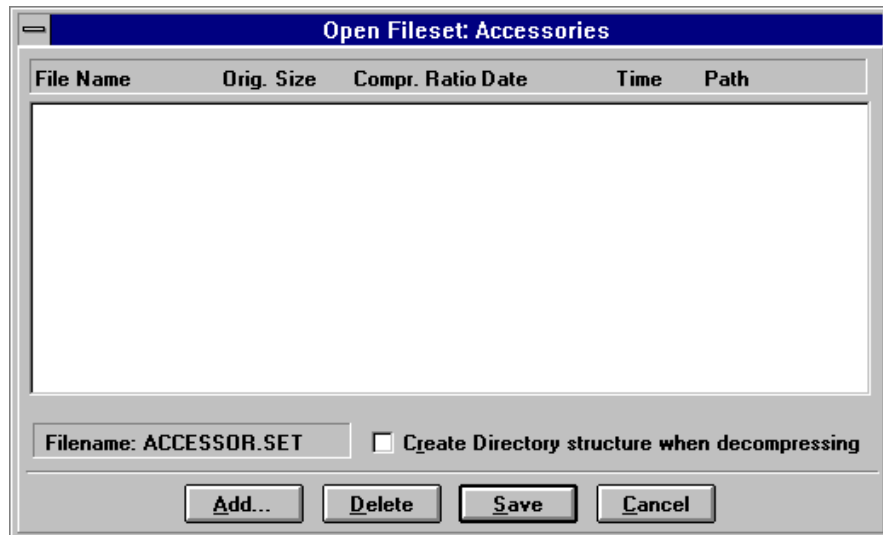 Open Fileset: Accessories
File Name Orig. Size Compr. Ratio Date Time Path
Filename: ACCESSOR.SET Create Directory structure when decompressing
Add... Delete Save Cancel